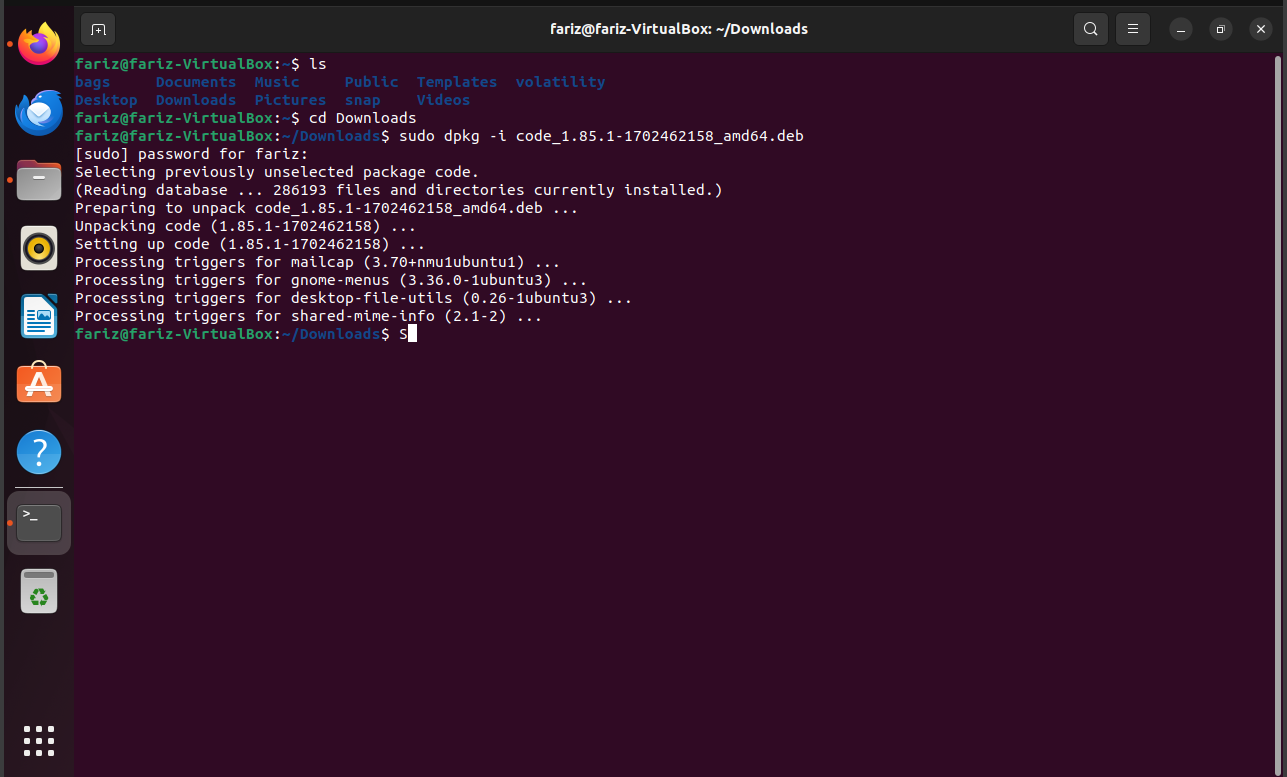 fariz@fariz-VirtualBox: ~/Downloads
fariz@fariz-VirtualBox:~$ ls
bags     Documents  Music     Public  Templates  volatility
Desktop  Downloads  Pictures  snap    Videos
fariz@fariz-VirtualBox:~$ cd Downloads
fariz@fariz-VirtualBox:~/Downloads$ sudo dpkg -i code_1.85.1-1702462158_amd64.deb
[sudo] password for fariz:
Selecting previously unselected package code.
(Reading database ... 286193 files and directories currently installed.)
Preparing to unpack code_1.85.1-1702462158_amd64.deb ...
Unpacking code (1.85.1-1702462158) ...
Setting up code (1.85.1-1702462158) ...
Processing triggers for mailcap (3.70+nmu1ubuntu1) ...
Processing triggers for gnome-menus (3.36.0-1ubuntu3) ...
Processing triggers for desktop-file-utils (0.26-1ubuntu3) ...
Processing triggers for shared-mime-info (2.1-2) ...
fariz@fariz-VirtualBox:~/Downloads$ S